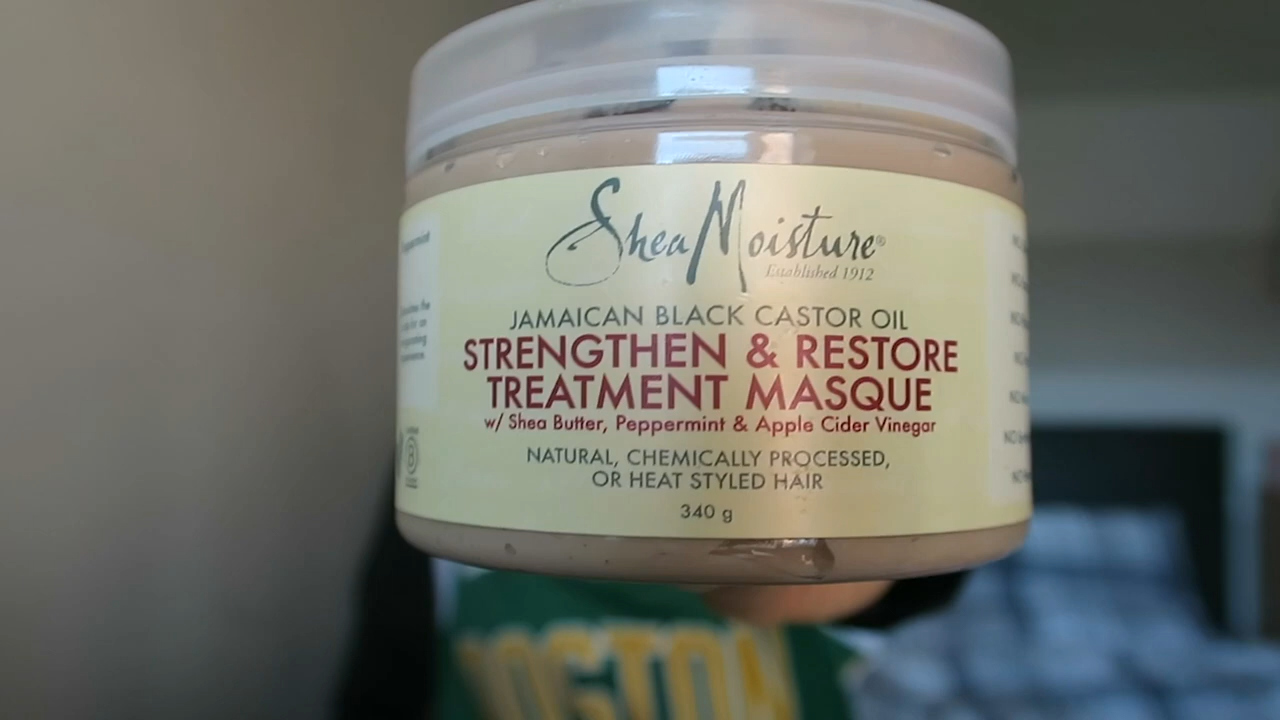 SheaMoisture®
Established 1912
JAMAICAN BLACK CASTOR OIL
STRENGTHEN & RESTORE
TREATMENT MASQUE
w/ Shea Butter, Peppermint & Apple Cider Vinegar
NATURAL, CHEMICALLY PROCESSED,
OR HEAT STYLED HAIR
340 g